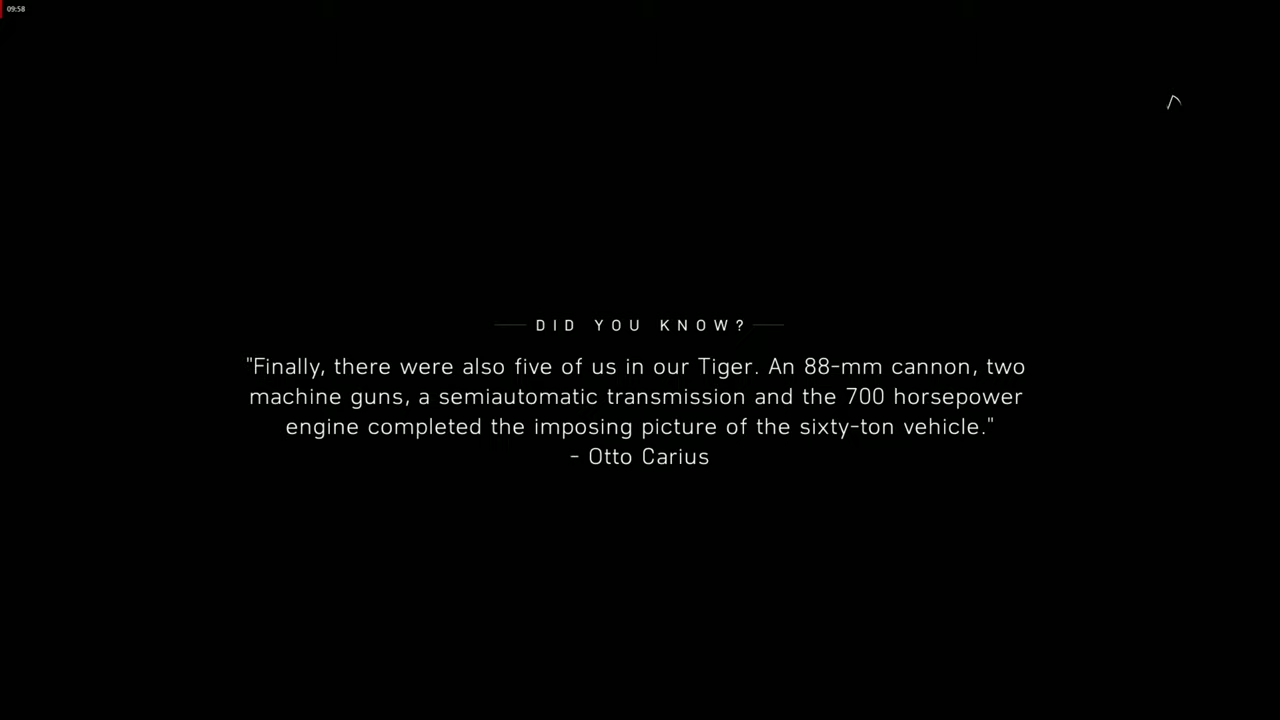 09:58
DID YOU KNOW?
"Finally, there were also five of us in our Tiger. An 88-mm cannon, two
machine guns, a semiautomatic transmission and the 700 horsepower
engine completed the imposing picture of the sixty-ton vehicle."
- Otto Carius